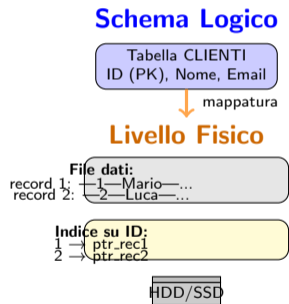 Schema Logico
Tabella CLIENTI
ID (PK), Nome, Email
mappatura
Livello Fisico
File dati:
record 1: —1—Mario—...
record 2: —2—Luca—...
Indice su ID:
1 → ptr_rec1
2 → ptr_rec2
HDD/SSD